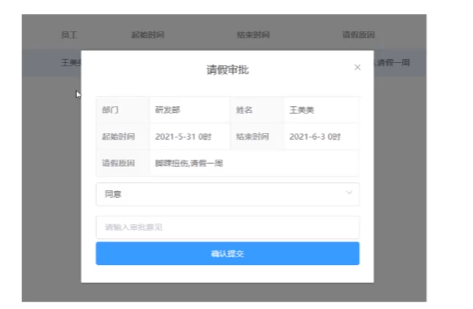 员工 起始时间 结束时间 请假原因
王美 请假一周
请假审批 ×
部门 研发部 姓名 王美美
起始时间 2021-5-31 0时 结束时间 2021-6-3 0时
请假原因 脚踝扭伤,请假一周
同意
请输入审批意见
确认提交